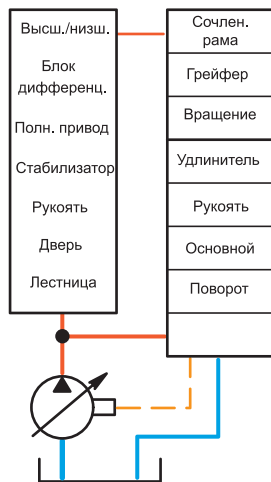 Высш./низш.
Блок
дифференц.
Полн. привод
Стабилизатор
Рукоять
Дверь
Лестница
Сочлен.
рама
Грейфер
Вращение
Удлинитель
Рукоять
Основной
Поворот